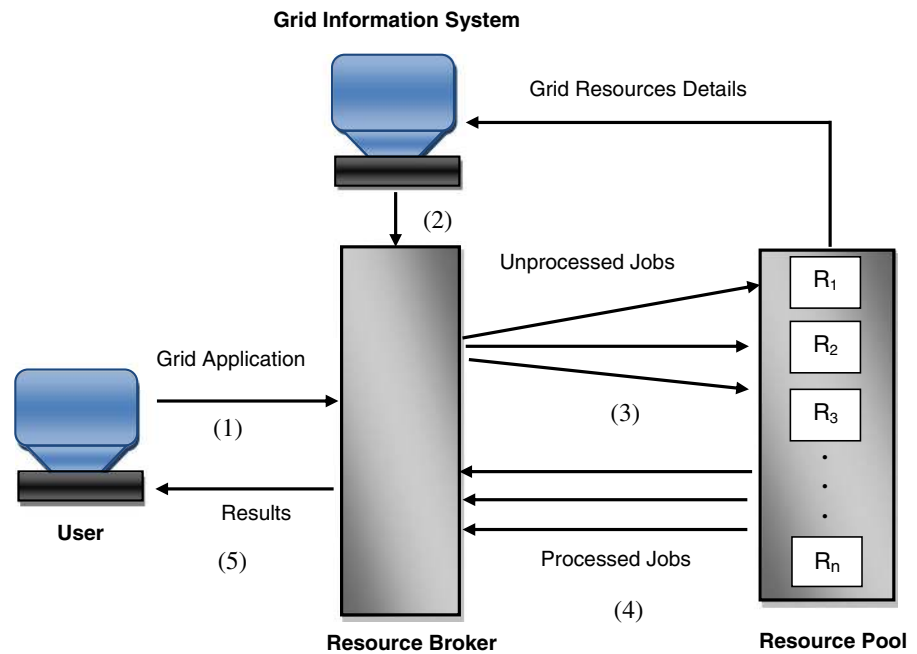 Grid Information System
Grid Resources Details
(2)
Unprocessed Jobs
R1
R2
R3
Grid Application
(1)
(3)
User
Results
(5)
Processed Jobs
(4)
Rn
Resource Broker
Resource Pool